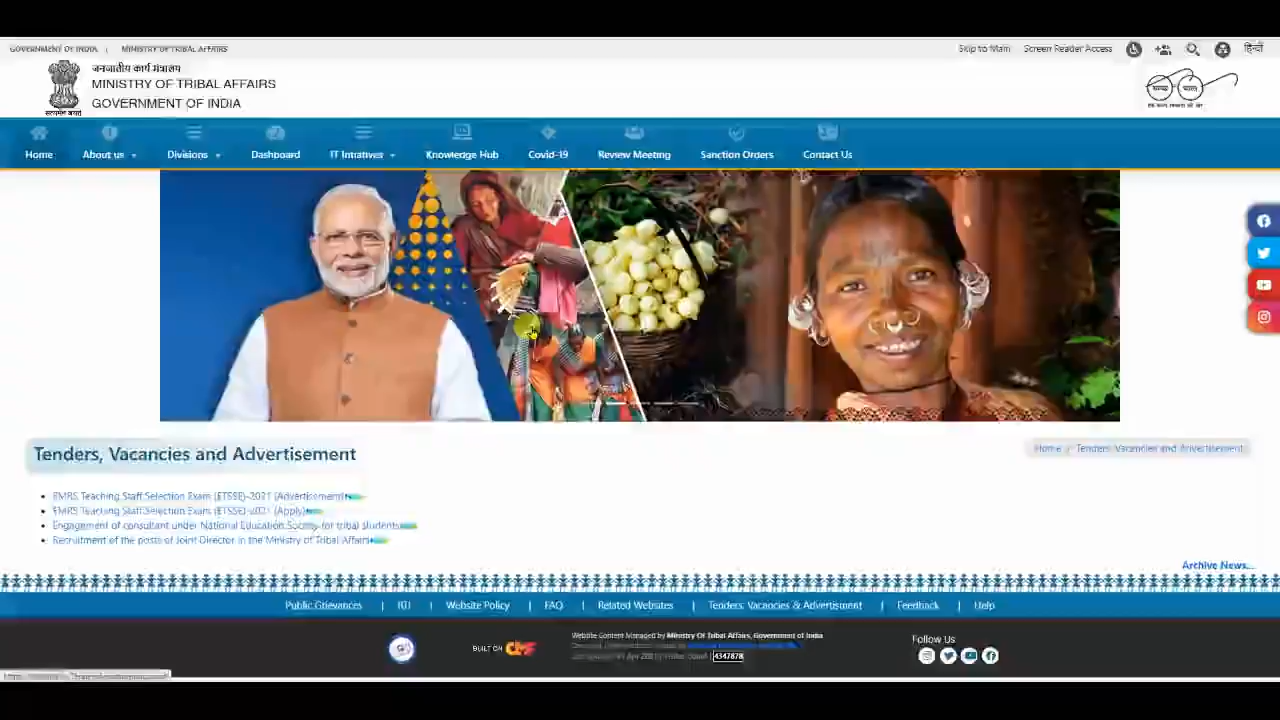 GOVERNMENT OF INDIA | MINISTRY OF TRIBAL AFFAIRS
Skip to Main Screen Reader Access हिन्दी
जनजातीय कार्य मंत्रालय
MINISTRY OF TRIBAL AFFAIRS
GOVERNMENT OF INDIA
सत्यमेव जयते
Home About us Divisions Dashboard IT Initiatives Knowledge Hub Covid-19 Review Meeting Sanction Orders Contact Us
Tenders, Vacancies and Advertisement
Home / Tenders, Vacancies and Advertisement
EMRS Teaching Staff Selection Exam (ETSSE)-2021 (Advertisement)
EMRS Teaching Staff Selection Exam (ETSSE)-2021 (Apply)
Engagement of consultant under National Education Society for tribal students
Recruitment of the posts of Joint Director in the Ministry of Tribal Affairs
Archive News...
Public Grievances | RTI | Website Policy | FAQ | Related Websites | Tenders, Vacancies & Advertisment | Feedback | Help
BUILT ON CMF
Website Content Managed by Ministry Of Tribal Affairs, Government of India
4347878
Follow Us